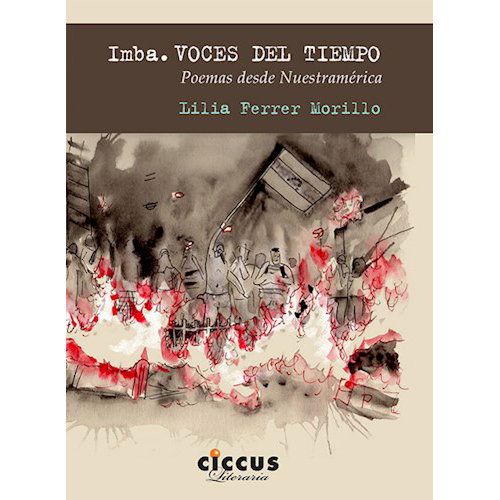 Imba. VOCES DEL TIEMPO
Poemas desde Nuestramérica
Lilia Ferrer Morillo
ciccus
Literaria